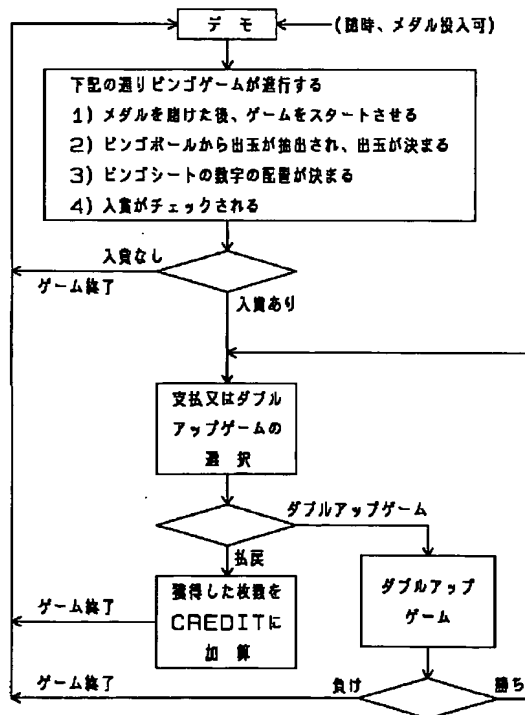 デモ
(随時、メダル投入可)
下記の通りビンゴゲームが進行する
1) メダルを賭けた後、ゲームをスタートさせる
2) ビンゴボールから出玉が抽出され、出玉が決まる
3) ビンゴシートの数字の配置が決まる
4) 入賞がチェックされる
入賞なし
ゲーム終了
入賞あり
支払又はダブル
アップゲームの
選択
ダブルアップゲーム
払戻
獲得した枚数を
CREDITに
加算
ゲーム終了
ダブルアップ
ゲーム
ゲーム終了
負け
勝ち